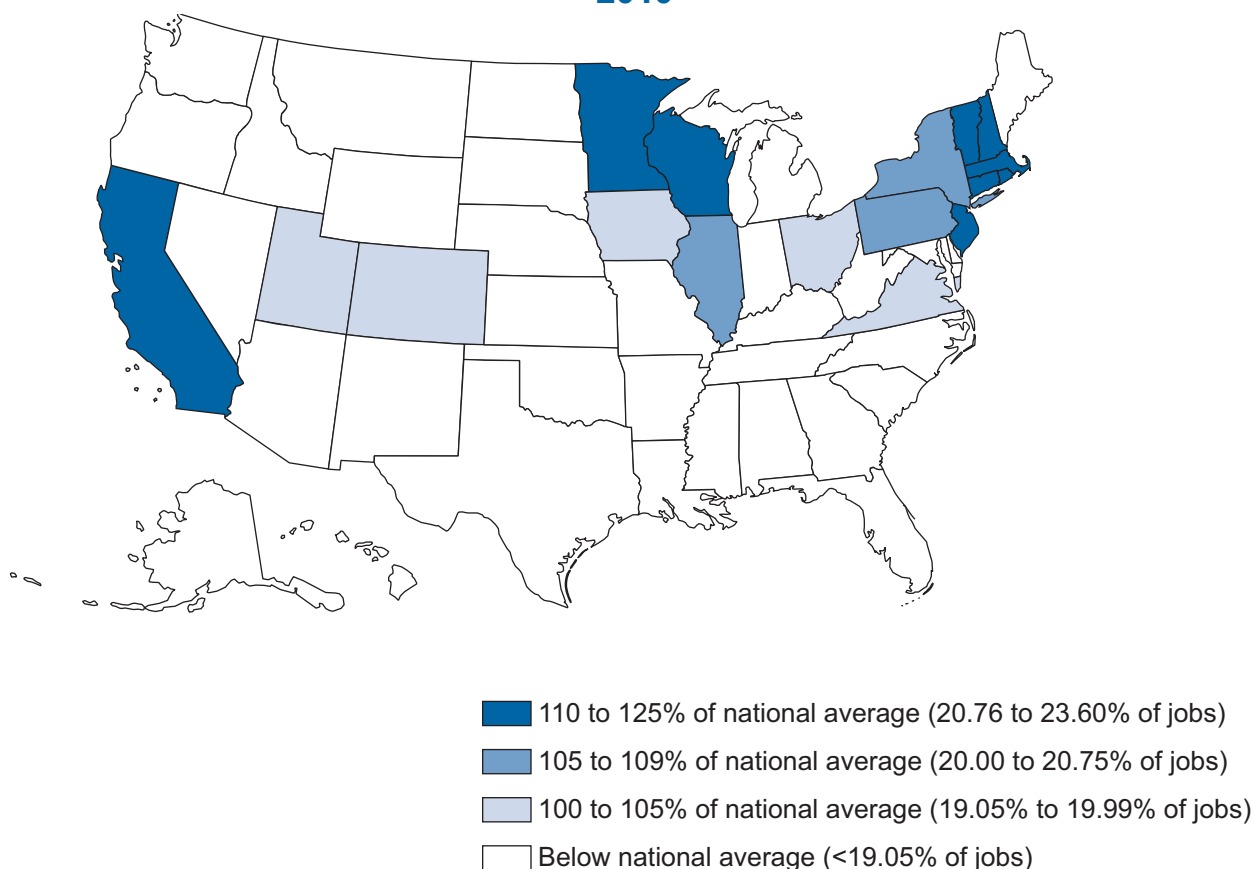 110 to 125% of national average (20.76 to 23.60% of jobs)
105 to 109% of national average (20.00 to 20.75% of jobs)
100 to 105% of national average (19.05% to 19.99% of jobs)
Below national average (<19.05% of jobs)